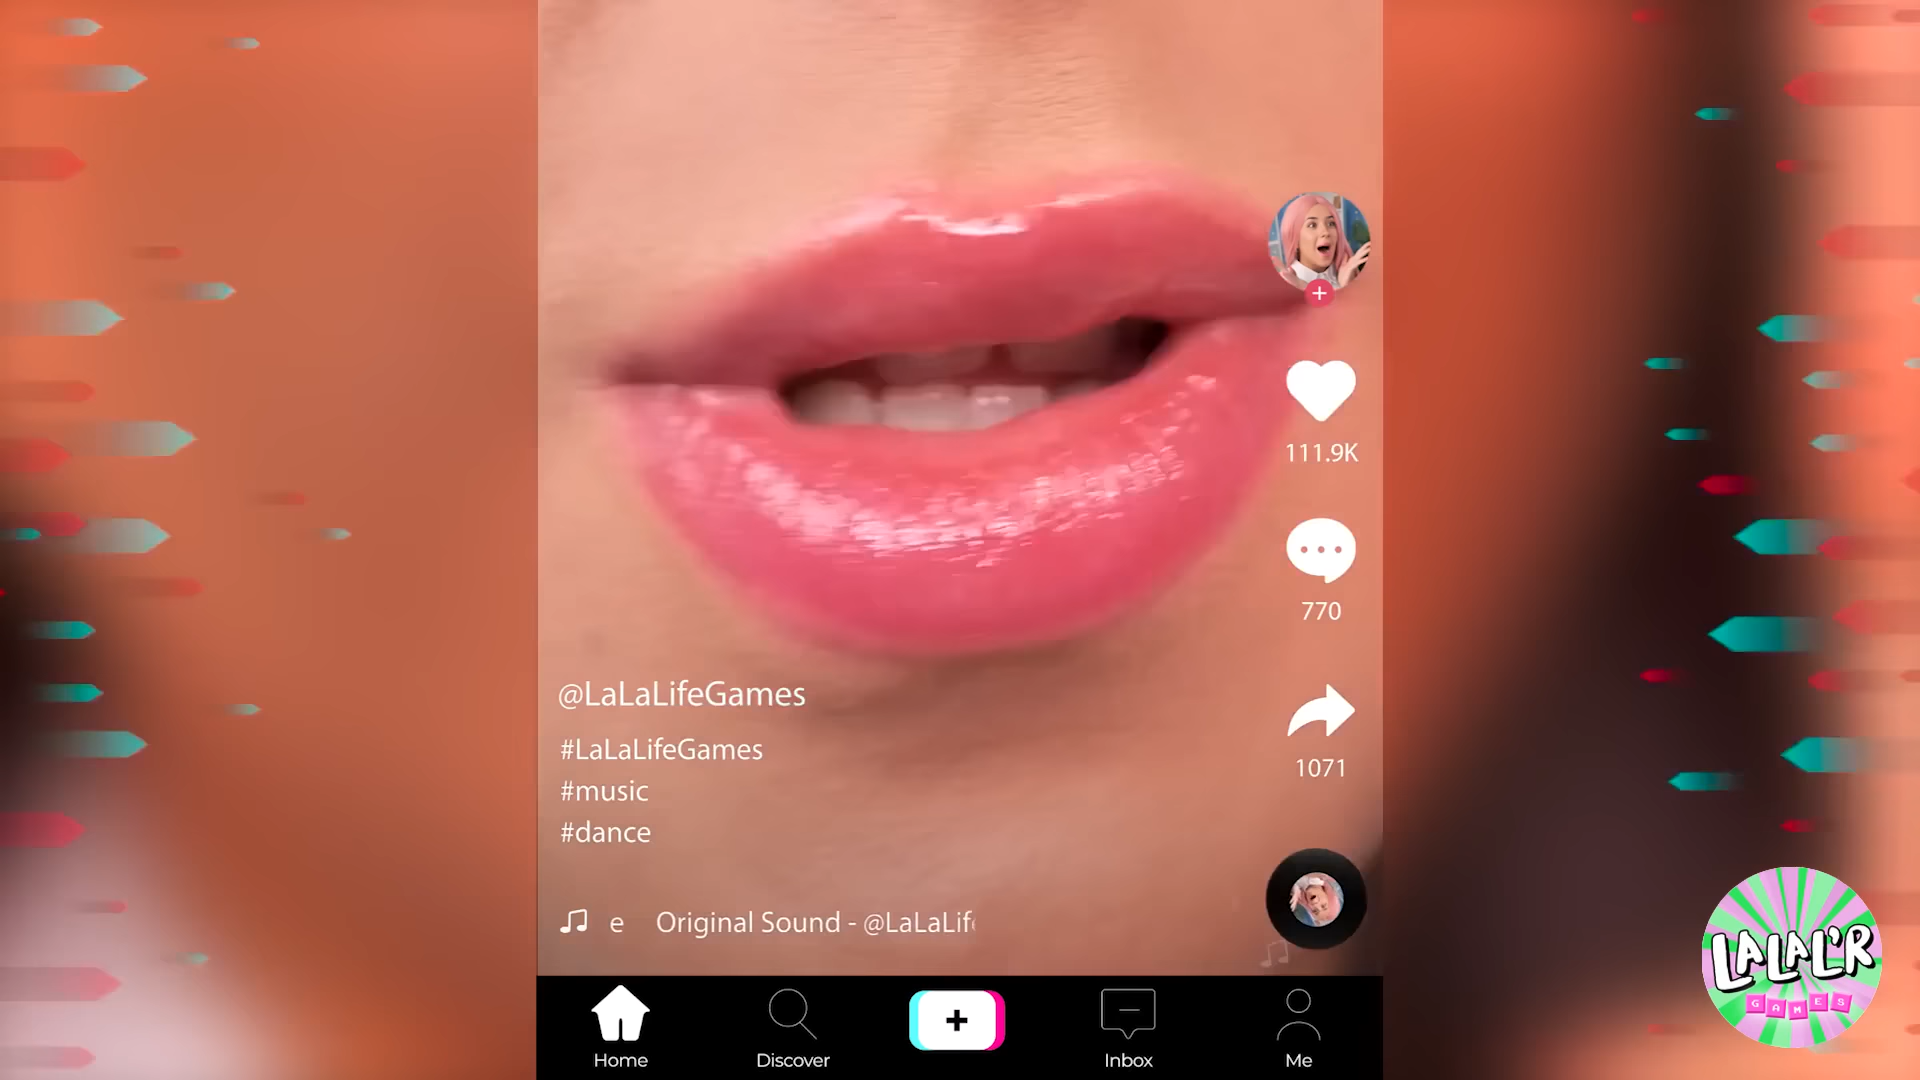 111.9K
770
@LaLaLifeGames
#LaLaLifeGames
1071
#music
#dance
e Original Sound - @LaLaLif
LALAL'R
GAMES
Home
Discover
Inbox
Me